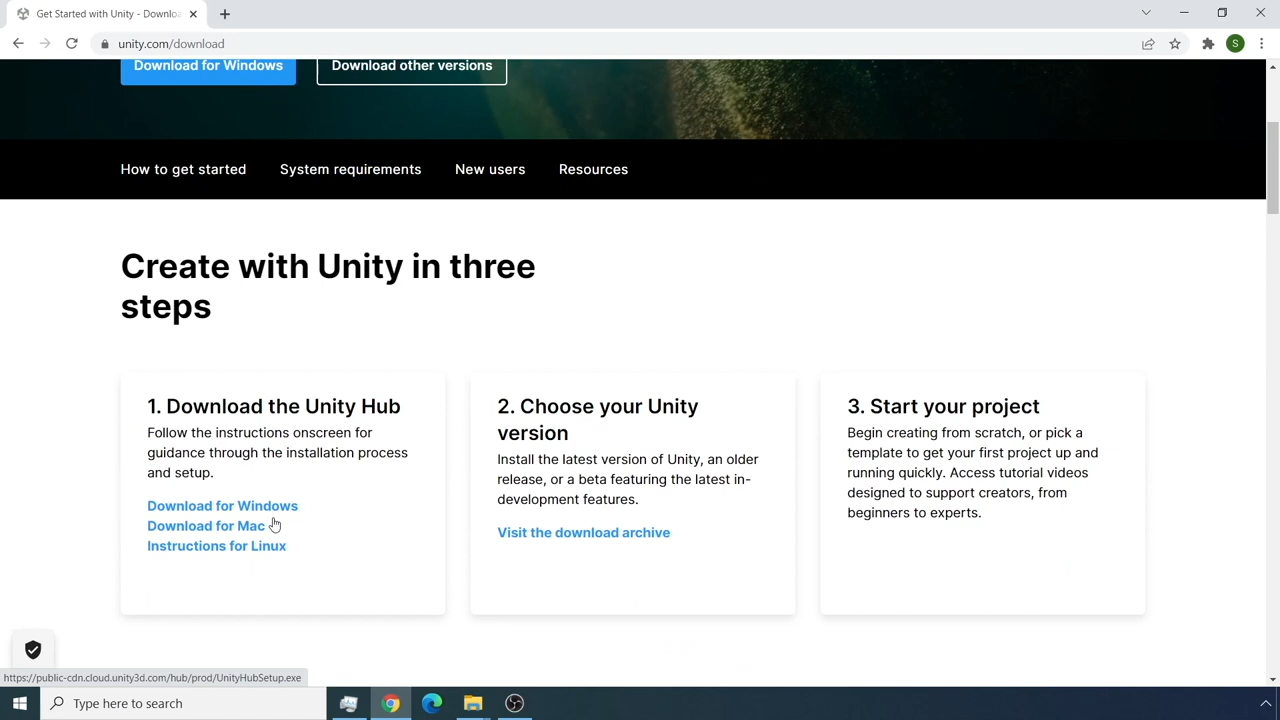 Get Started with Unity - Downlo
unity.com/download
S
Download for Windows
Download other versions
How to get started
System requirements
New users
Resources
Create with Unity in three
steps
1. Download the Unity Hub
Follow the instructions onscreen for
guidance through the installation process
and setup.
Download for Windows
Download for Mac
Instructions for Linux
2. Choose your Unity
version
Install the latest version of Unity, an older
release, or a beta featuring the latest in-
development features.
Visit the download archive
3. Start your project
Begin creating from scratch, or pick a
template to get your first project up and
running quickly. Access tutorial videos
designed to support creators, from
beginners to experts.
https://public-cdn.cloud.unity3d.com/hub/prod/UnityHubSetup.exe
Type here to search